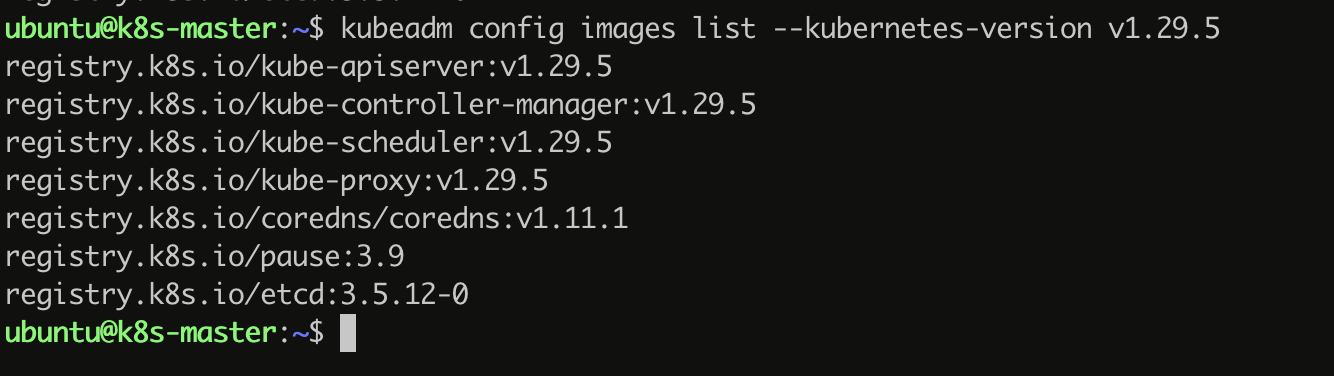 ubuntu@k8s-master:~$ kubeadm config images list --kubernetes-version v1.29.5
registry.k8s.io/kube-apiserver:v1.29.5
registry.k8s.io/kube-controller-manager:v1.29.5
registry.k8s.io/kube-scheduler:v1.29.5
registry.k8s.io/kube-proxy:v1.29.5
registry.k8s.io/coredns/coredns:v1.11.1
registry.k8s.io/pause:3.9
registry.k8s.io/etcd:3.5.12-0
ubuntu@k8s-master:~$